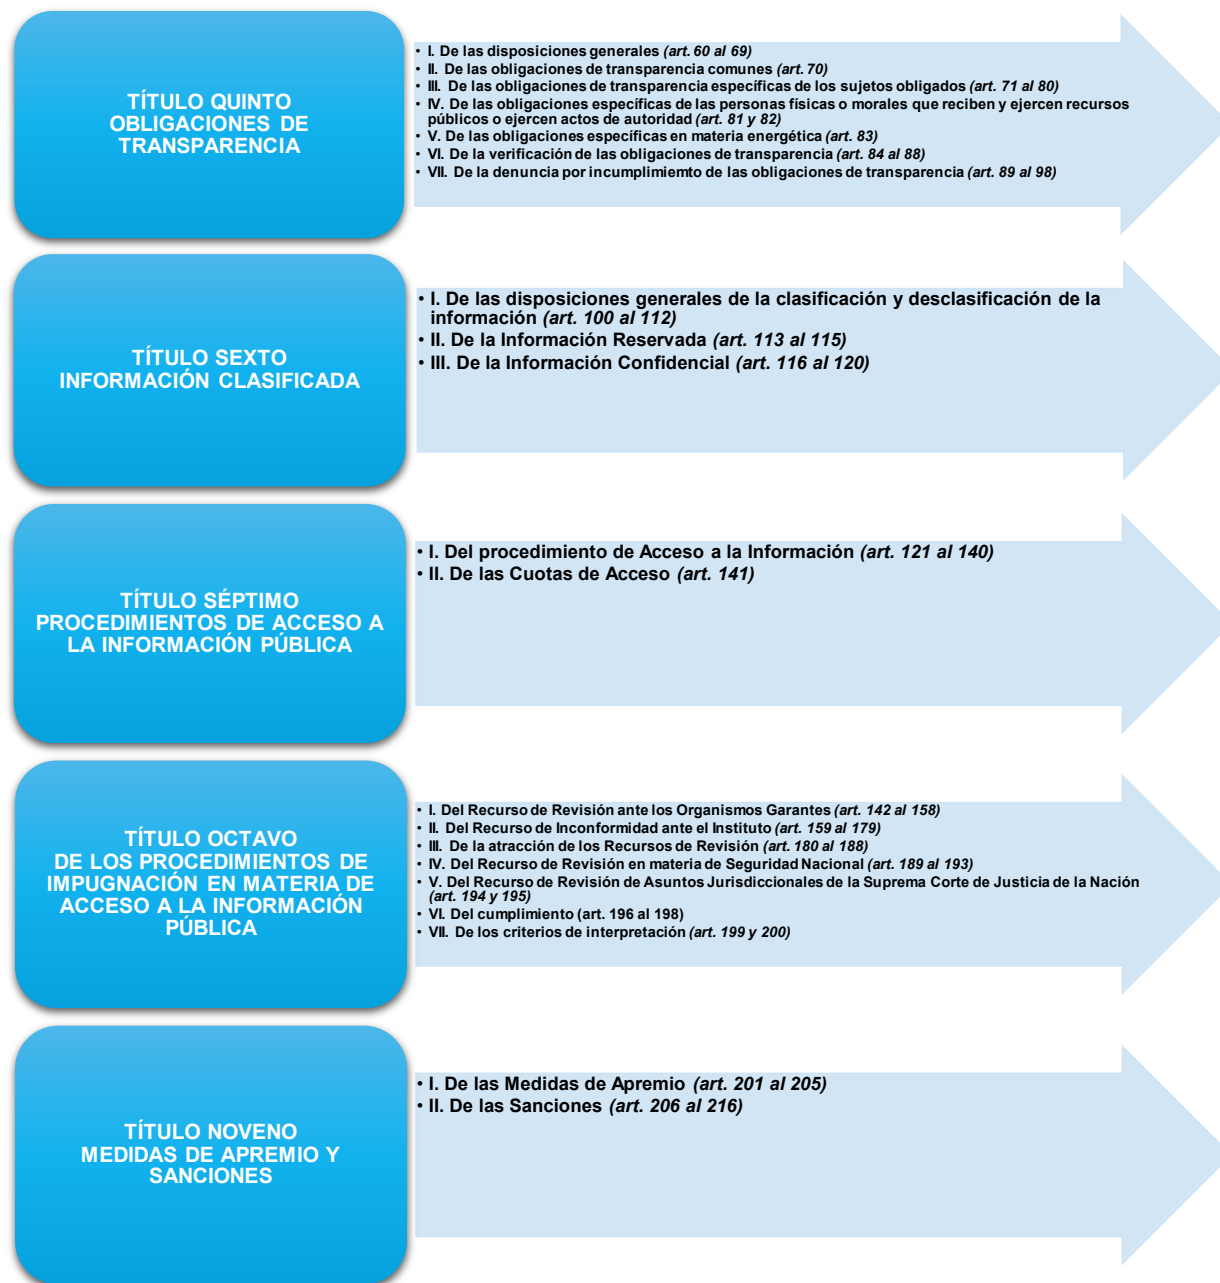 TÍTULO QUINTO
OBLIGACIONES DE
TRANSPARENCIA
• I. De las disposiciones generales (art. 60 al 69)
• II. De las obligaciones de transparencia comunes (art. 70)
• III. De las obligaciones de transparencia específicas de los sujetos obligados (art. 71 al 80)
• IV. De las obligaciones específicas de las personas físicas o morales que reciben y ejercen recursos
públicos o ejercen actos de autoridad (art. 81 y 82)
• V. De las obligaciones específicas en materia energética (art. 83)
• VI. De la verificación de las obligaciones de transparencia (art. 84 al 88)
• VII. De la denuncia por incumplimiemto de las obligaciones de transparencia (art. 89 al 98)
TÍTULO SEXTO
INFORMACIÓN CLASIFICADA
• I. De las disposiciones generales de la clasificación y desclasificación de la
información (art. 100 al 112)
• II. De la Información Reservada (art. 113 al 115)
• III. De la Información Confidencial (art. 116 al 120)
TÍTULO SÉPTIMO
PROCEDIMIENTOS DE ACCESO A
LA INFORMACIÓN PÚBLICA
• I. Del procedimiento de Acceso a la Información (art. 121 al 140)
• II. De las Cuotas de Acceso (art. 141)
TÍTULO OCTAVO
DE LOS PROCEDIMIENTOS DE
IMPUGNACIÓN EN MATERIA DE
ACCESO A LA INFORMACIÓN
PÚBLICA
• I. Del Recurso de Revisión ante los Organismos Garantes (art. 142 al 158)
• II. Del Recurso de Inconformidad ante el Instituto (art. 159 al 179)
• III. De la atracción de los Recursos de Revisión (art. 180 al 188)
• IV. Del Recurso de Revisión en materia de Seguridad Nacional (art. 189 al 193)
• V. Del Recurso de Revisión de Asuntos Jurisdiccionales de la Suprema Corte de Justicia de la Nación
(art. 194 y 195)
• VI. Del cumplimiento (art. 196 al 198)
• VII. De los criterios de interpretación (art. 199 y 200)
TÍTULO NOVENO
MEDIDAS DE APREMIO Y
SANCIONES
• I. De las Medidas de Apremio (art. 201 al 205)
• II. De las Sanciones (art. 206 al 216)